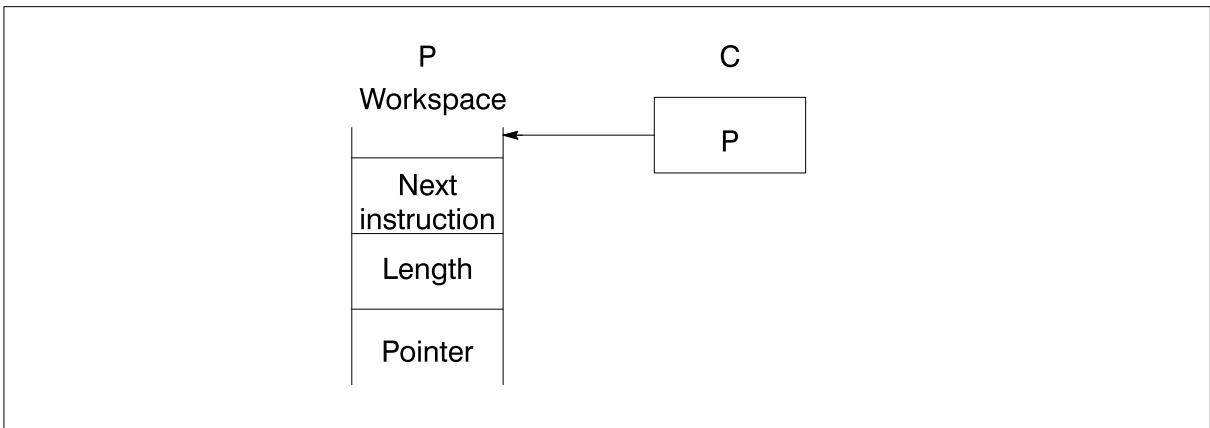 P
C
Workspace
P
Next
instruction
Length
Pointer